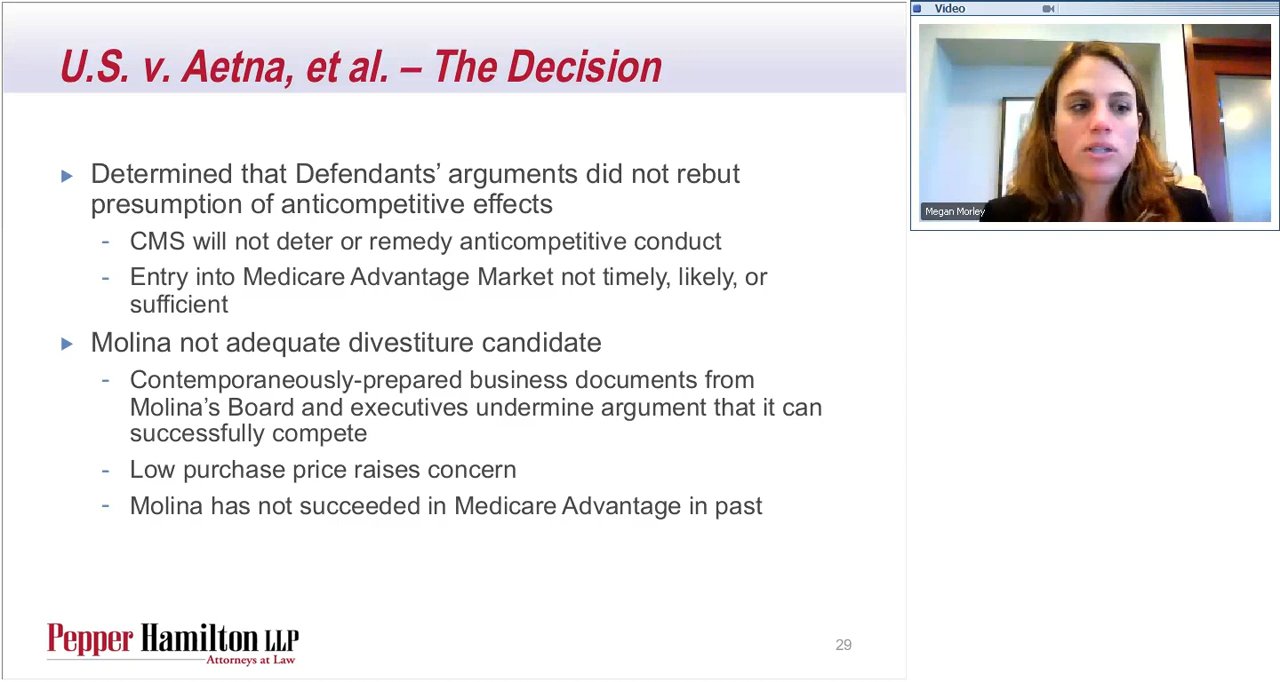 U.S. v. Aetna, et al. – The Decision
Determined that Defendants’ arguments did not rebut
presumption of anticompetitive effects
- CMS will not deter or remedy anticompetitive conduct
- Entry into Medicare Advantage Market not timely, likely, or
sufficient
Molina not adequate divestiture candidate
- Contemporaneously-prepared business documents from
Molina’s Board and executives undermine argument that it can
successfully compete
- Low purchase price raises concern
- Molina has not succeeded in Medicare Advantage in past
Pepper Hamilton LLP
Attorneys at Law
29
Video
Megan Morley